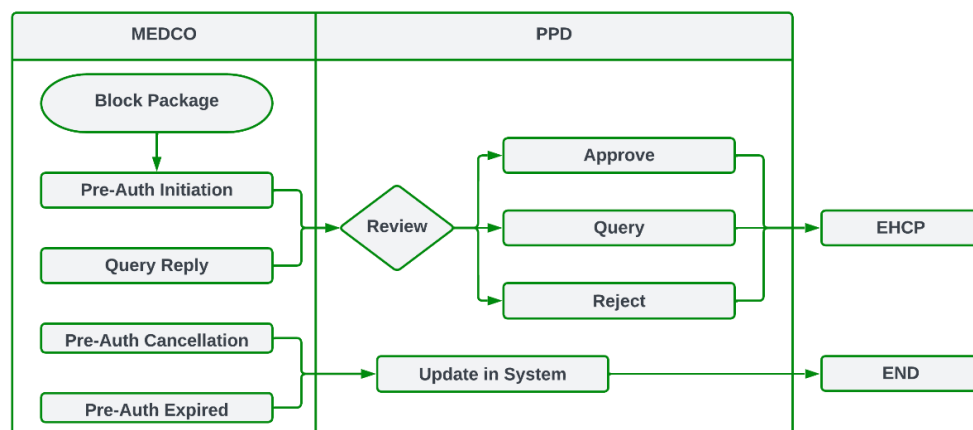 MEDCO
PPD
Block Package
Pre-Auth Initiation
Query Reply
Pre-Auth Cancellation
Pre-Auth Expired
Review
Approve
Query
Reject
Update in System
EHCP
END